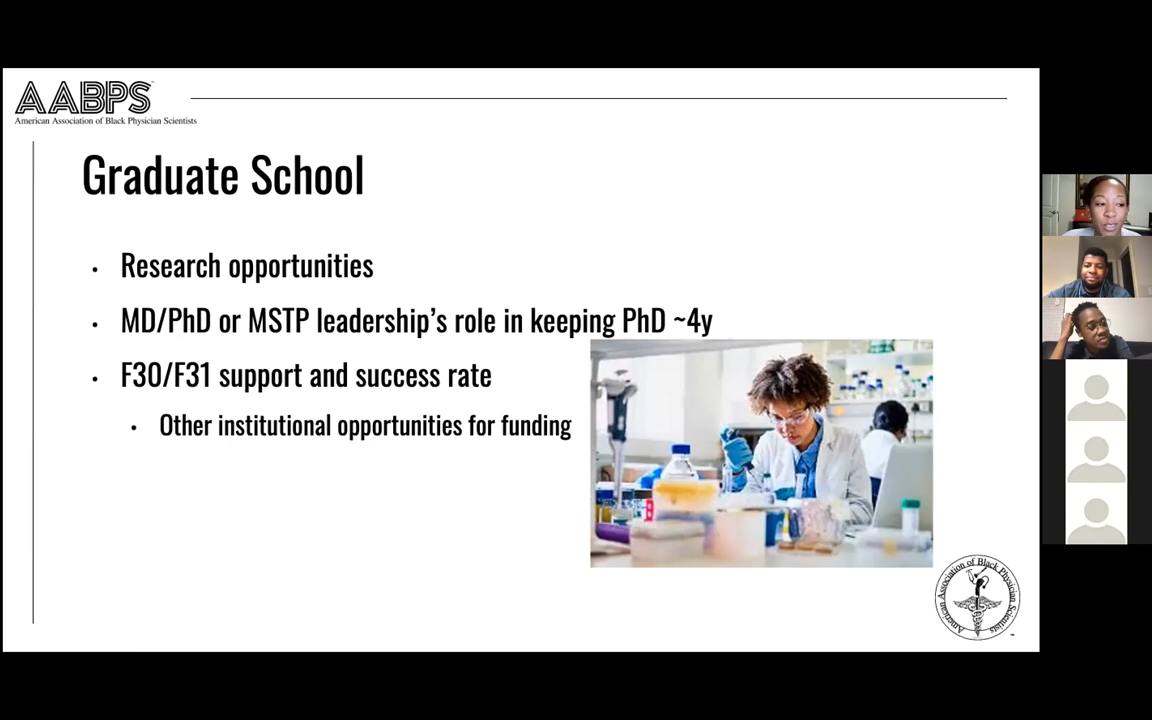 AABPS
American Association of Black Physician Scientists
Graduate School
• Research opportunities
• MD/PhD or MSTP leadership's role in keeping PhD ~4y
• F30/F31 support and success rate
• Other institutional opportunities for funding
American Association of Black Physician Scientists